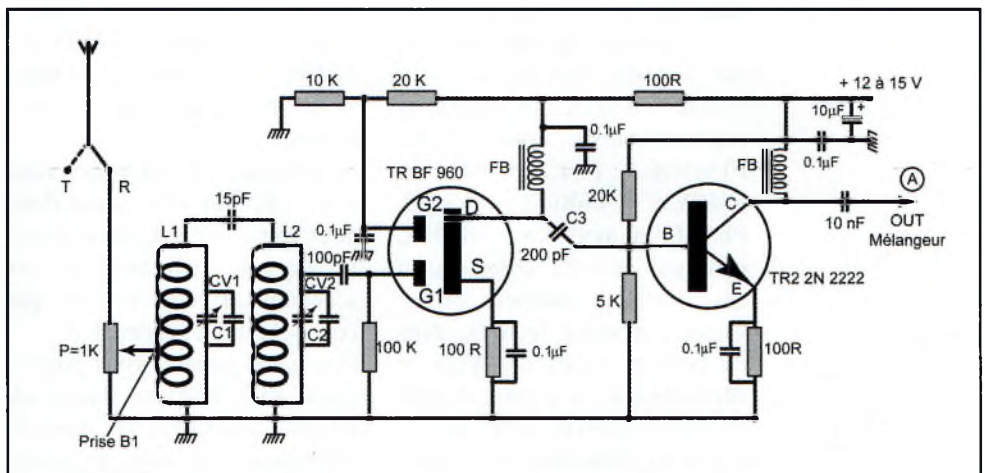 10 K
20 K
100R
+ 12 à 15 V
10µF
+
0.1µF
0.1µF
FB
FB
TR BF 960
T
R
15pF
G2
D
20K
C
A
C3
10 nF
OUT
Mélangeur
L1
L2
0.1µF
100pF
200 pF
B
S
CV1
CV2
G1
E
TR2 2N 2222
C1
C2
5 K
P=1K
100 K
100 R
0.1µF
0.1µF
100R
Prise B1